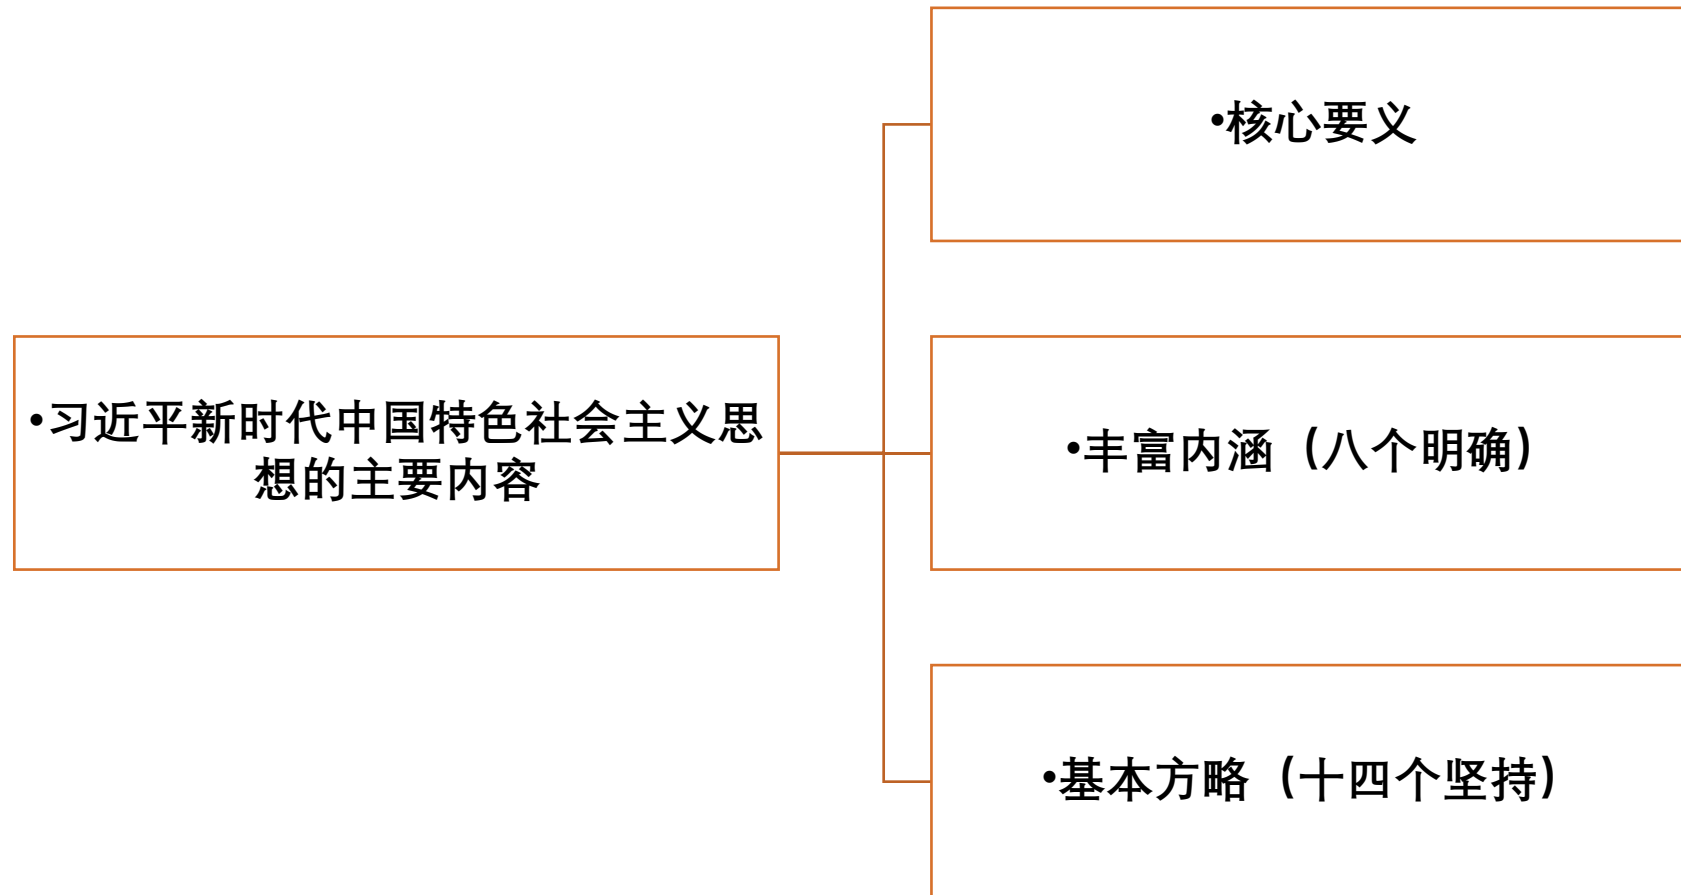 •核心要义
•习近平新时代中国特色社会主义思
想的主要内容
•丰富内涵（八个明确）
•基本方略（十四个坚持）